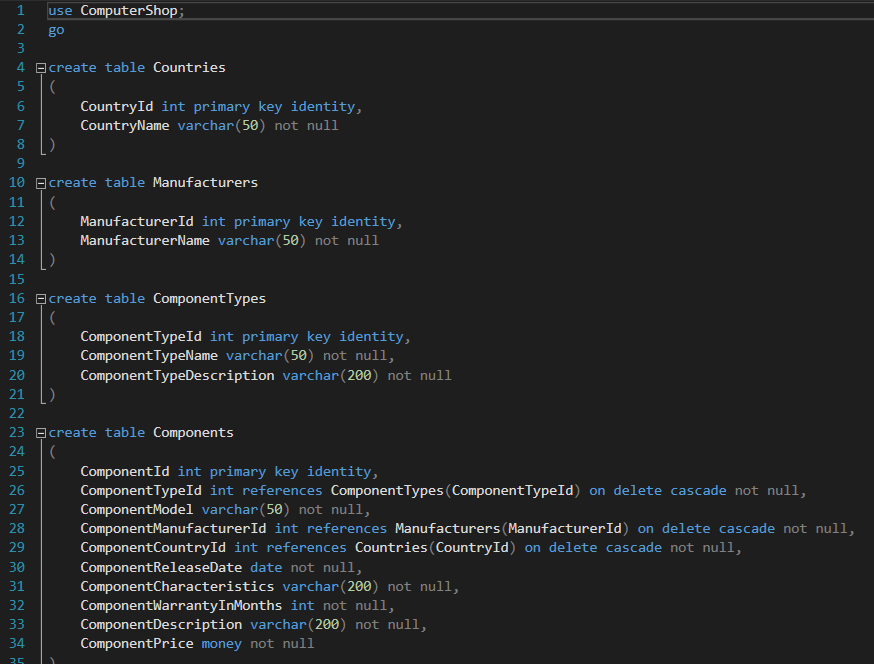 1 use ComputerShop;
2 go
3
4 create table Countries
5 (
6 CountryId int primary key identity,
7 CountryName varchar(50) not null
8 )
9
10 create table Manufacturers
11 (
12 ManufacturerId int primary key identity,
13 ManufacturerName varchar(50) not null
14 )
15
16 create table ComponentTypes
17 (
18 ComponentTypeId int primary key identity,
19 ComponentTypeName varchar(50) not null,
20 ComponentTypeDescription varchar(200) not null
21 )
22
23 create table Components
24 (
25 ComponentId int primary key identity,
26 ComponentTypeId int references ComponentTypes(ComponentTypeId) on delete cascade not null,
27 ComponentModel varchar(50) not null,
28 ComponentManufacturerId int references Manufacturers(ManufacturerId) on delete cascade not null,
29 ComponentCountryId int references Countries(CountryId) on delete cascade not null,
30 ComponentReleaseDate date not null,
31 ComponentCharacteristics varchar(200) not null,
32 ComponentWarrantyInMonths int not null,
33 ComponentDescription varchar(200) not null,
34 ComponentPrice money not null
35 )